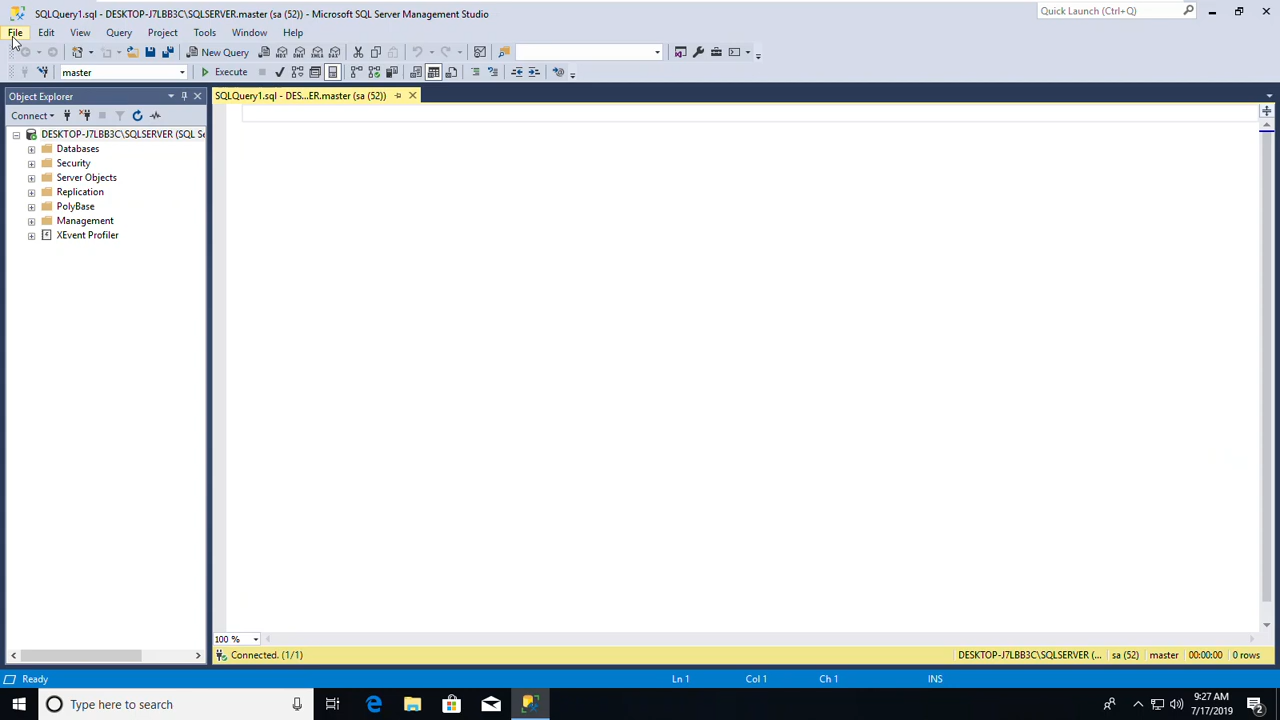 SQLQuery1.sql - DESKTOP-J7LBB3C\SQLSERVER.master (sa (52)) - Microsoft SQL Server Management Studio
Quick Launch (Ctrl+Q)
File Edit View Query Project Tools Window Help
New Query
master Execute
Object Explorer
SQLQuery1.sql - DES...ER.master (sa (52))
Connect
DESKTOP-J7LBB3C\SQLSERVER (SQL Se
Databases
Security
Server Objects
Replication
PolyBase
Management
XEvent Profiler
100 %
Connected. (1/1) DESKTOP-J7LBB3C\SQLSERVER (... sa (52) master 00:00:00 0 rows
Ready Ln 1 Col 1 Ch 1 INS
Type here to search
9:27 AM
7/17/2019
2